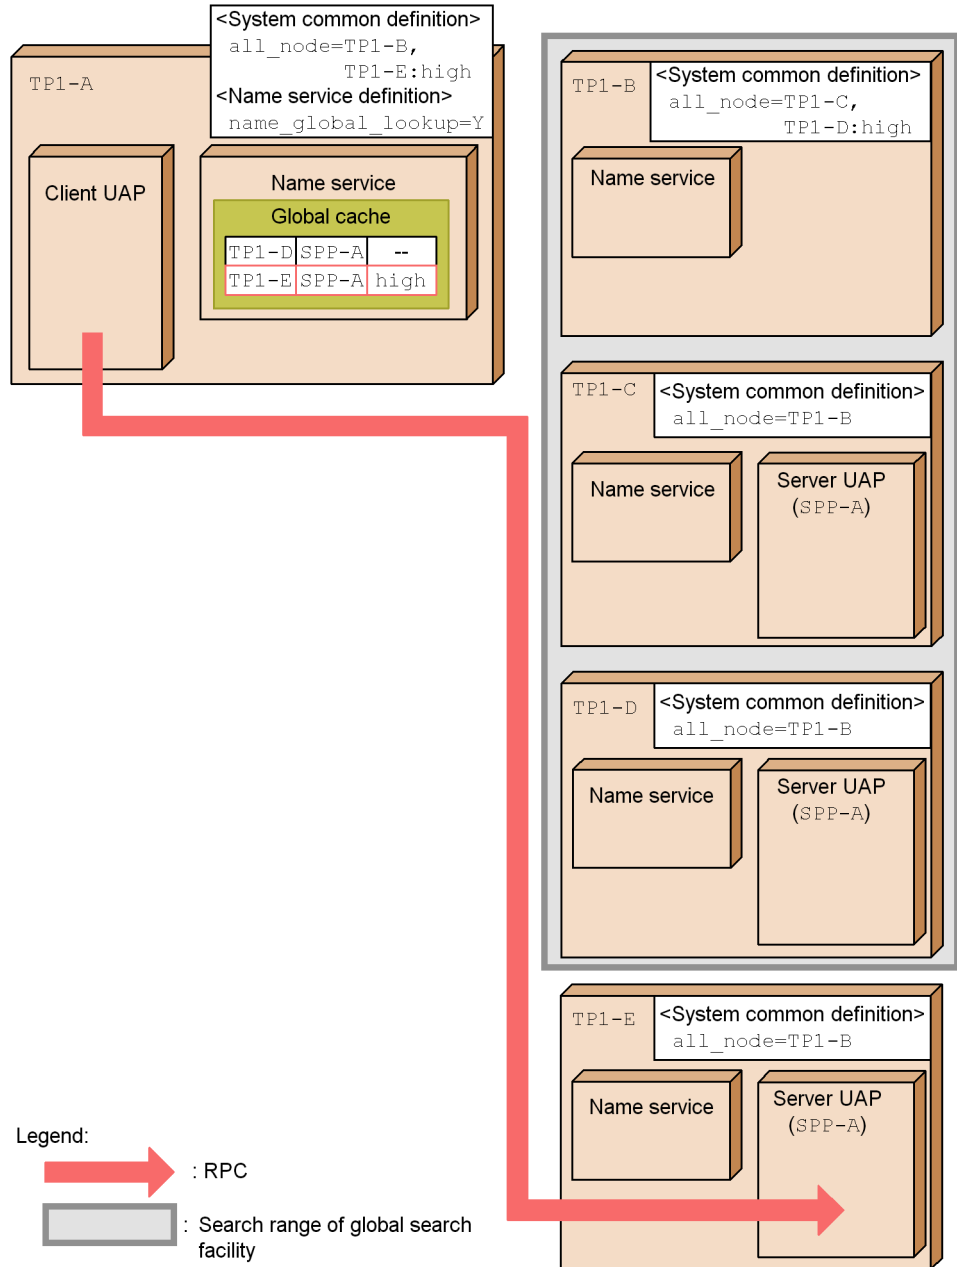 <System common definition>
all_node=TP1-B,
TP1-E:high
<Name service definition>
name_global_lookup=Y
TP1-A
Client UAP
Name service
Global cache
TP1-D SPP-A --
TP1-E SPP-A high
TP1-B
<System common definition>
all_node=TP1-C,
TP1-D:high
Name service
TP1-C
<System common definition>
all_node=TP1-B
Name service
Server UAP
(SPP-A)
TP1-D
<System common definition>
all_node=TP1-B
Name service
Server UAP
(SPP-A)
TP1-E
<System common definition>
all_node=TP1-B
Name service
Server UAP
(SPP-A)
Legend:
: RPC
: Search range of global search
facility